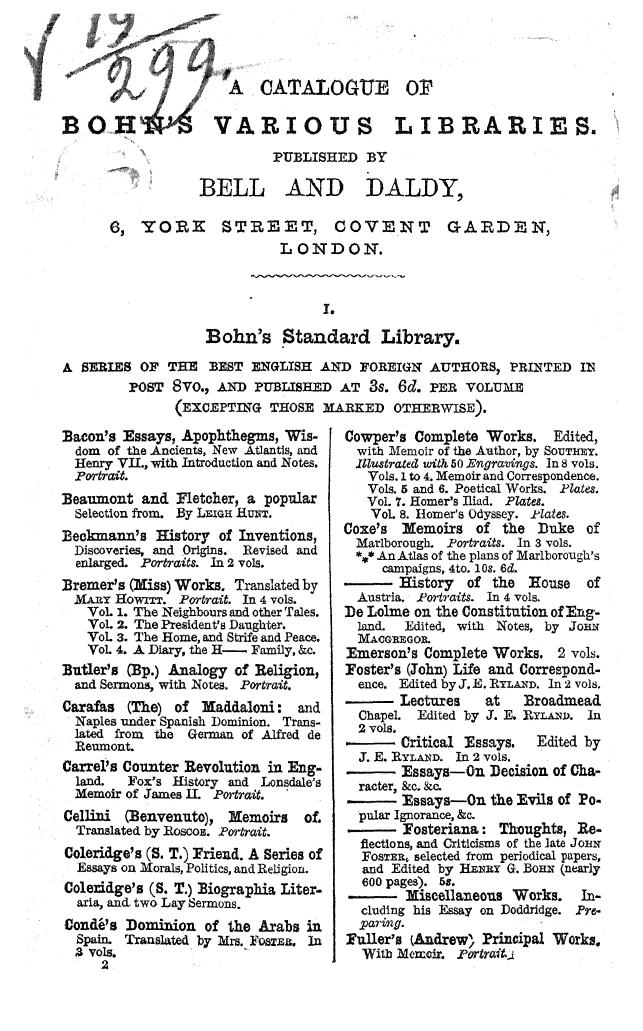 19
299.
A CATALOGUE OF
BOHN'S VARIOUS LIBRARIES.
PUBLISHED BY
BELL AND DALDY,
6, YORK STREET, COVENT GARDEN,
LONDON.
I.
Bohn's Standard Library.
A SERIES OF THE BEST ENGLISH AND FOREIGN AUTHORS, PRINTED IN
POST 8VO., AND PUBLISHED AT 3s. 6d. PER VOLUME
(EXCEPTING THOSE MARKED OTHERWISE).
Bacon's Essays, Apophthegms, Wis-
dom of the Ancients, New Atlantis, and
Henry VII., with Introduction and Notes.
Portrait.
Beaumont and Fletcher, a popular
Selection from. By LEIGH HUNT.
Beckmann's History of Inventions,
Discoveries, and Origins. Revised and
enlarged. Portraits. In 2 vols.
Bremer's (Miss) Works. Translated by
MARY HOWITT. Portrait. In 4 vols.
Vol. 1. The Neighbours and other Tales.
Vol. 2. The President's Daughter.
Vol. 3. The Home, and Strife and Peace.
Vol. 4. A Diary, the H—— Family, &c.
Butler's (Bp.) Analogy of Religion,
and Sermons, with Notes. Portrait.
Carafas (The) of Maddaloni: and
Naples under Spanish Dominion. Trans-
lated from the German of Alfred de
Reumont.
Carrel's Counter Revolution in Eng-
land. Fox's History and Lonsdale's
Memoir of James II. Portrait.
Cellini (Benvenuto), Memoirs of.
Translated by ROSCOE. Portrait.
Coleridge's (S. T.) Friend. A Series of
Essays on Morals, Politics, and Religion.
Coleridge's (S. T.) Biographia Liter-
aria, and two Lay Sermons.
Condé's Dominion of the Arabs in
Spain. Translated by Mrs. FOSTER. In
3 vols.
2
Cowper's Complete Works. Edited,
with Memoir of the Author, by SOUTHEY.
Illustrated with 50 Engravings. In 8 vols.
Vols. 1 to 4. Memoir and Correspondence.
Vols. 5 and 6. Poetical Works. Plates.
Vol. 7. Homer's Iliad. Plates.
Vol. 8. Homer's Odyssey. Plates.
Coxe's Memoirs of the Duke of
Marlborough. Portraits. In 3 vols.
*** An Atlas of the plans of Marlborough's
campaigns, 4to. 10s. 6d.
—— History of the House of
Austria. Portraits. In 4 vols.
De Lolme on the Constitution of Eng-
land. Edited, with Notes, by JOHN
MACGREGOR.
Emerson's Complete Works. 2 vols.
Foster's (John) Life and Correspond-
ence. Edited by J. E. RYLAND. In 2 vols.
—— Lectures at Broadmead
Chapel. Edited by J. E. RYLAND. In
2 vols.
—— Critical Essays. Edited by
J. E. RYLAND. In 2 vols.
—— Essays—On Decision of Cha-
racter, &c. &c.
—— Essays—On the Evils of Po-
pular Ignorance, &c.
—— Fosteriana: Thoughts, Re-
flections, and Criticisms of the late JOHN
FOSTER, selected from periodical papers,
and Edited by HENRY G. BOHN (nearly
600 pages). 5s.
—— Miscellaneous Works. In-
cluding his Essay on Doddridge. Pre-
paring.
Fuller's (Andrew) Principal Works.
With Memoir. Portrait.